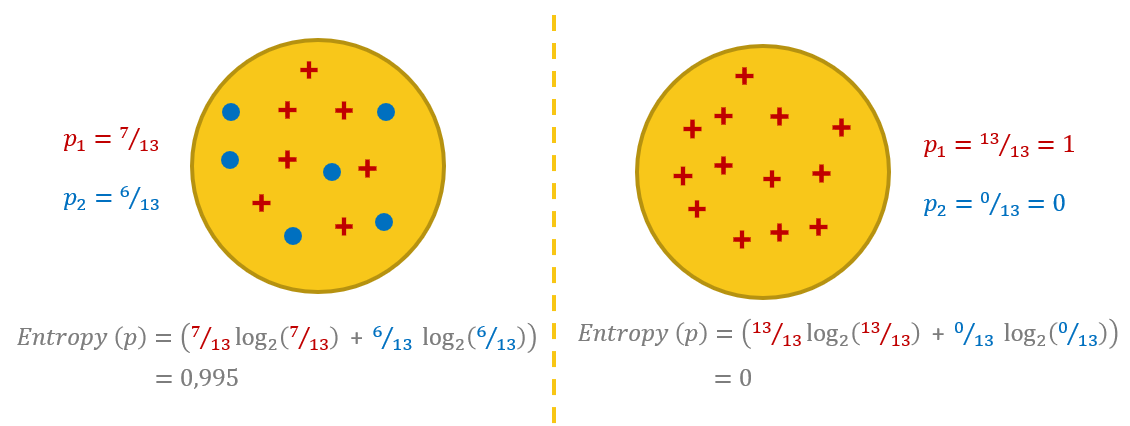 p₁ = ⁷/₁₃
p₂ = ⁶/₁₃
Entropy (p) = (⁷/₁₃ log₂(⁷/₁₃) + ⁶/₁₃ log₂(⁶/₁₃))
= 0,995
p₁ = ¹³/₁₃ = 1
p₂ = ⁰/₁₃ = 0
Entropy (p) = (¹³/₁₃ log₂(¹³/₁₃) + ⁰/₁₃ log₂(⁰/₁₃))
= 0